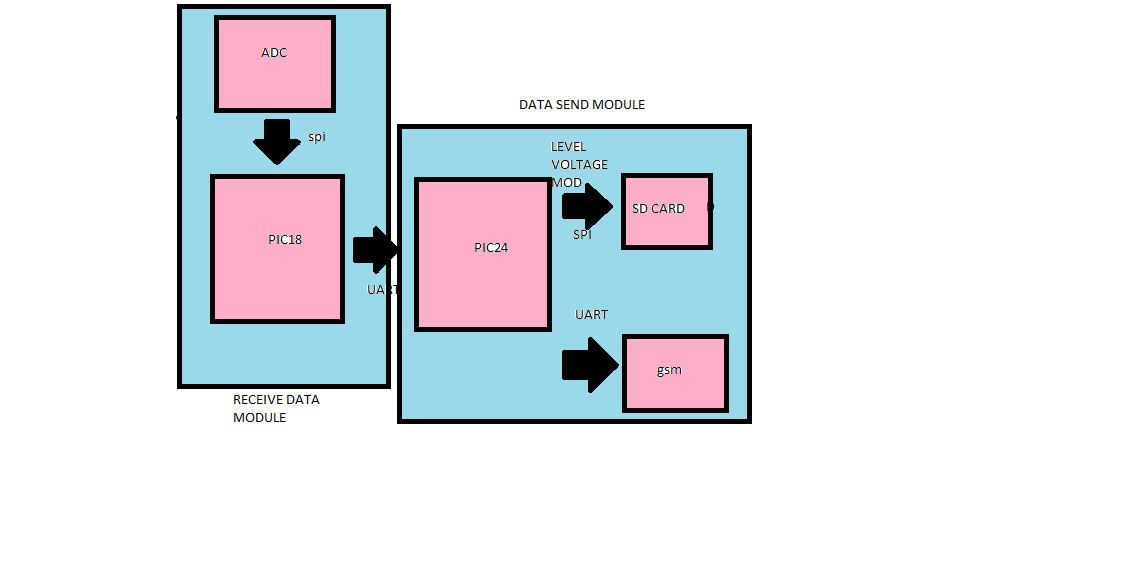 ADC
spi
PIC18
UART
RECEIVE DATA
MODULE
DATA SEND MODULE
LEVEL
VOLTAGE
MOD
PIC24
SPI
SD CARD
UART
gsm